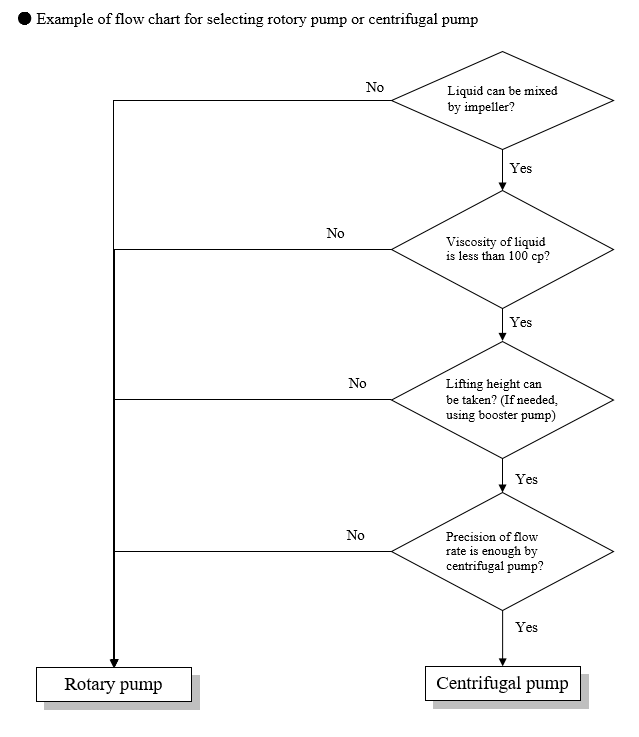 ● Example of flow chart for selecting rotory pump or centrifugal pump
No
Liquid can be mixed
by impeller?
Yes
No
Viscosity of liquid
is less than 100 cp?
Yes
No
Lifting height can
be taken? (If needed,
using booster pump)
Yes
No
Precision of flow
rate is enough by
centrifugal pump?
Yes
Rotary pump
Centrifugal pump